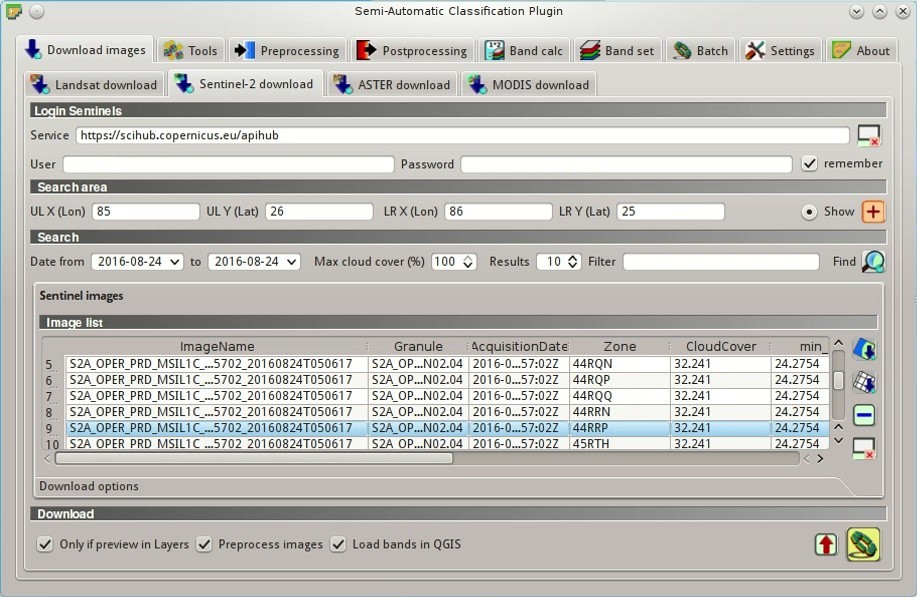 Semi-Automatic Classification Plugin
Download images Tools Preprocessing Postprocessing Band calc Band set Batch Settings About
Landsat download Sentinel-2 download ASTER download MODIS download
Login Sentinels
Service https://scihub.copernicus.eu/apihub
User Password remember
Search area
UL X (Lon) 85 UL Y (Lat) 26 LR X (Lon) 86 LR Y (Lat) 25 Show
Search
Date from 2016-08-24 to 2016-08-24 Max cloud cover (%) 100 Results 10 Filter Find
Sentinel images
Image list
ImageName Granule AcquisitionDate Zone CloudCover min_
5 S2A_OPER_PRD_MSIL1C_...5702_20160824T050617 S2A_OP...N02.04 2016-0...57:02Z 44RQN 32.241 24.2754
6 S2A_OPER_PRD_MSIL1C_...5702_20160824T050617 S2A_OP...N02.04 2016-0...57:02Z 44RQP 32.241 24.2754
7 S2A_OPER_PRD_MSIL1C_...5702_20160824T050617 S2A_OP...N02.04 2016-0...57:02Z 44RQQ 32.241 24.2754
8 S2A_OPER_PRD_MSIL1C_...5702_20160824T050617 S2A_OP...N02.04 2016-0...57:02Z 44RRN 32.241 24.2754
9 S2A_OPER_PRD_MSIL1C_...5702_20160824T050617 S2A_OP...N02.04 2016-0...57:02Z 44RRP 32.241 24.2754
10 S2A_OPER_PRD_MSIL1C_...5702_20160824T050617 S2A_OP...N02.04 2016-0...57:02Z 45RTH 32.241 24.2754
Download options
Download
Only if preview in Layers Preprocess images Load bands in QGIS